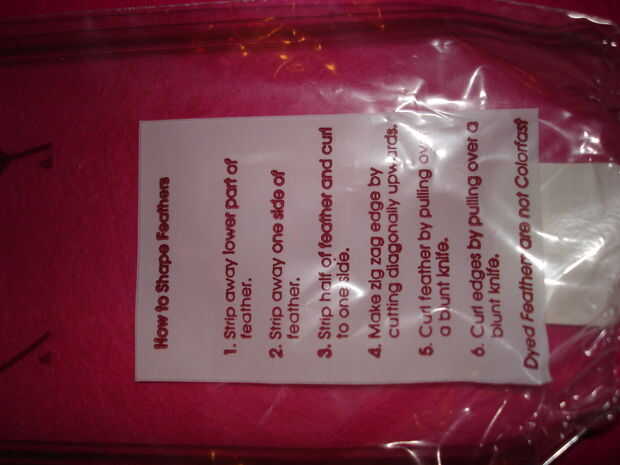 How to Shape Feathers
1. Strip away lower part of
feather.
2. Strip away one side of
feather.
3. Strip half of feather and curl
to one side.
4. Make zig zag edge by
cutting diagonally upwards.
5. Curl feather by pulling over
a blunt knife.
6. Curl edges by pulling over a
blunt knife.
Dyed Feathers are not Colorfast